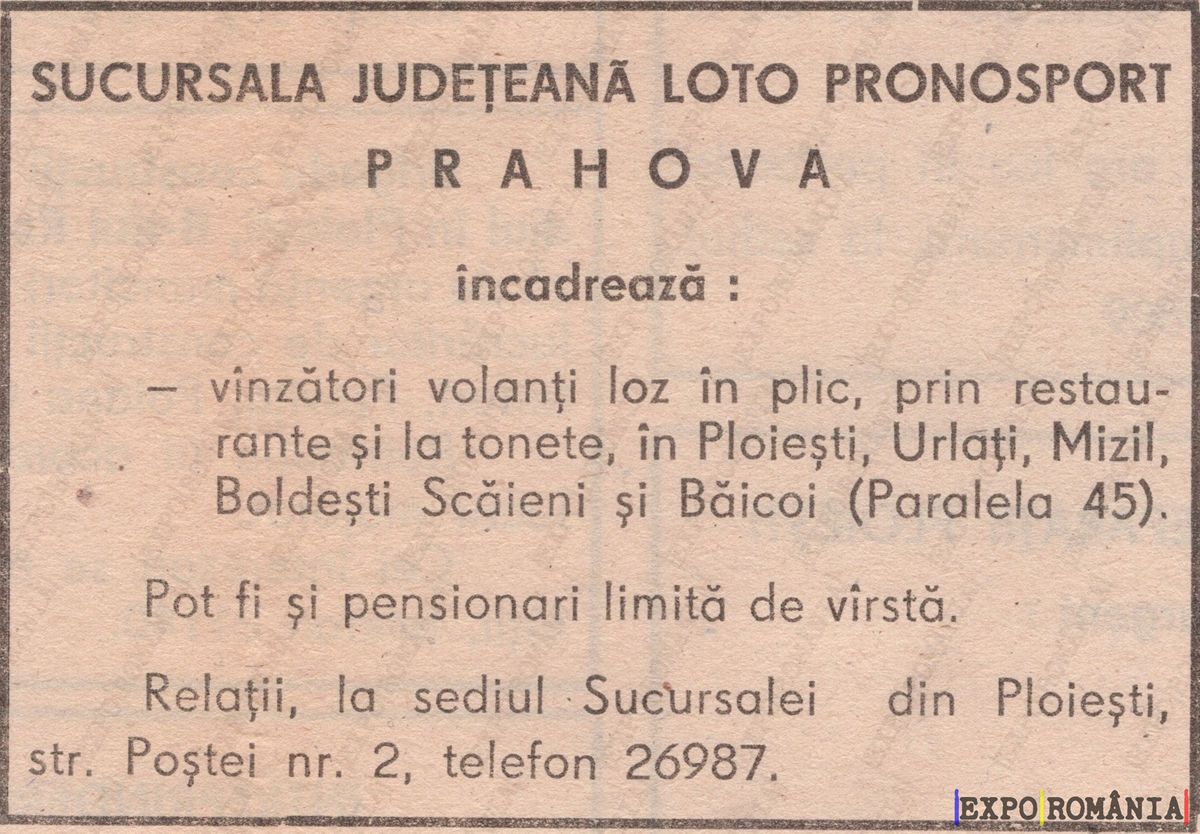 SUCURSALA JUDEȚEANĂ LOTO PRONOSPORT
PRAHOVA
încadrează :
— vînzători volanți loz în plic, prin restau-
rante și la tonete, în Ploiești, Urlați, Mizil,
Boldești Scăieni și Băicoi (Paralela 45).
Pot fi și pensionari limită de vîrstă.
Relații, la sediul Sucursalei din Ploiești,
str. Poștei nr. 2, telefon 26987.
EXPO ROMÂNIA